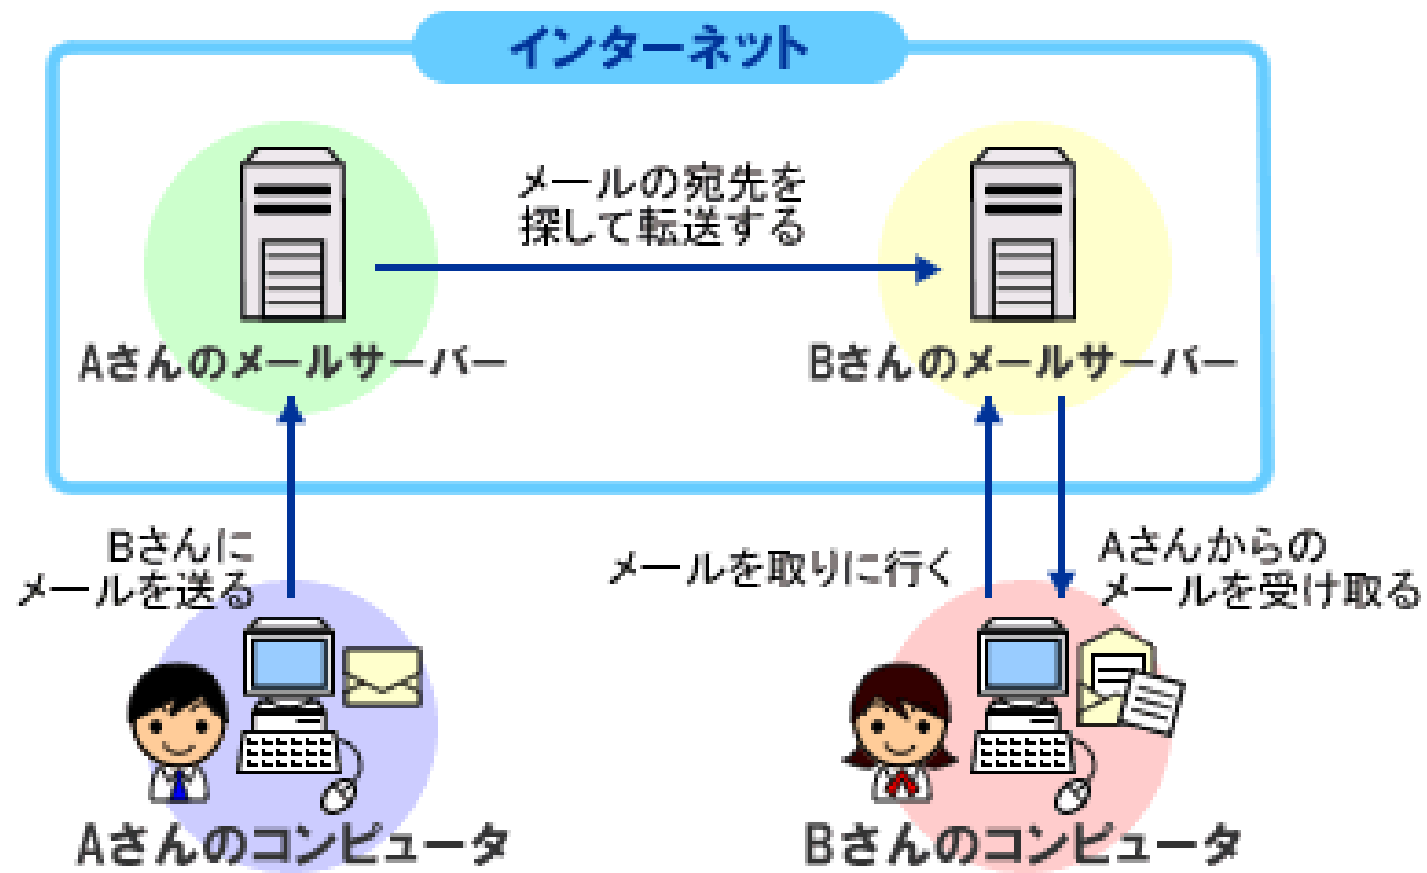 インターネット
メールの宛先を
探して転送する
Aさんのメールサーバー
Bさんのメールサーバー
Bさんに
メールを送る
メールを取りに行く
Aさんからの
メールを受け取る
Aさんのコンピュータ
Bさんのコンピュータ